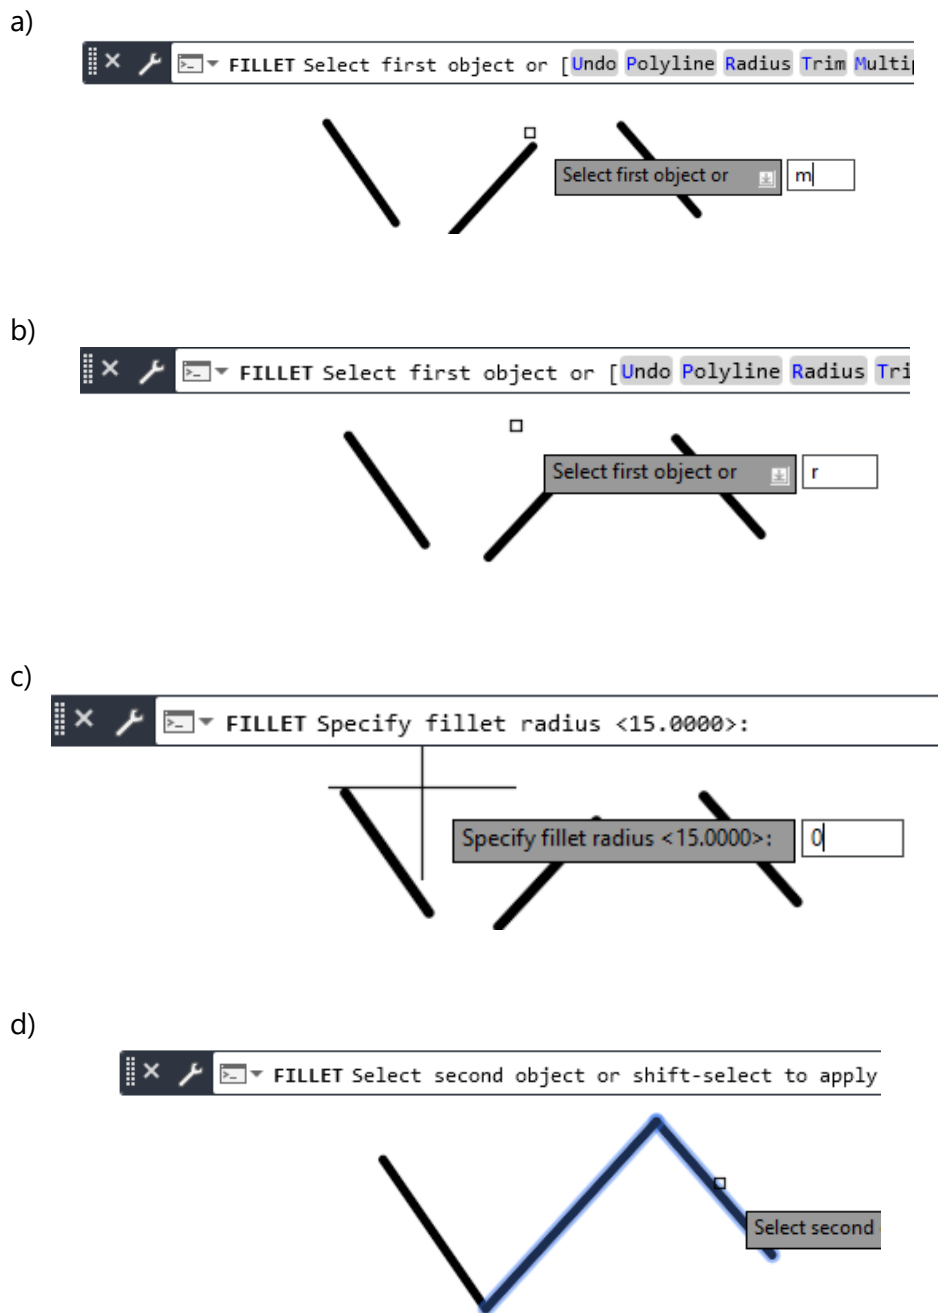 a)
FILLET Select first object or [Undo Polyline Radius Trim Multip
Select first object or m
b)
FILLET Select first object or [Undo Polyline Radius Tri
Select first object or r
c)
FILLET Specify fillet radius <15.0000>:
Specify fillet radius <15.0000>: 0
d)
FILLET Select second object or shift-select to apply
Select second